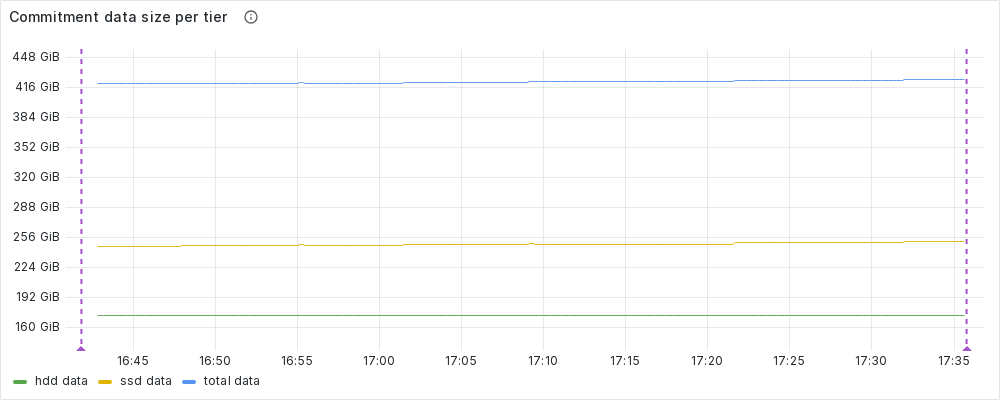 Commitment data size per tier
448 GiB
416 GiB
384 GiB
352 GiB
320 GiB
288 GiB
256 GiB
224 GiB
192 GiB
160 GiB
16:45 16:50 16:55 17:00 17:05 17:10 17:15 17:20 17:25 17:30 17:35
hdd data ssd data total data